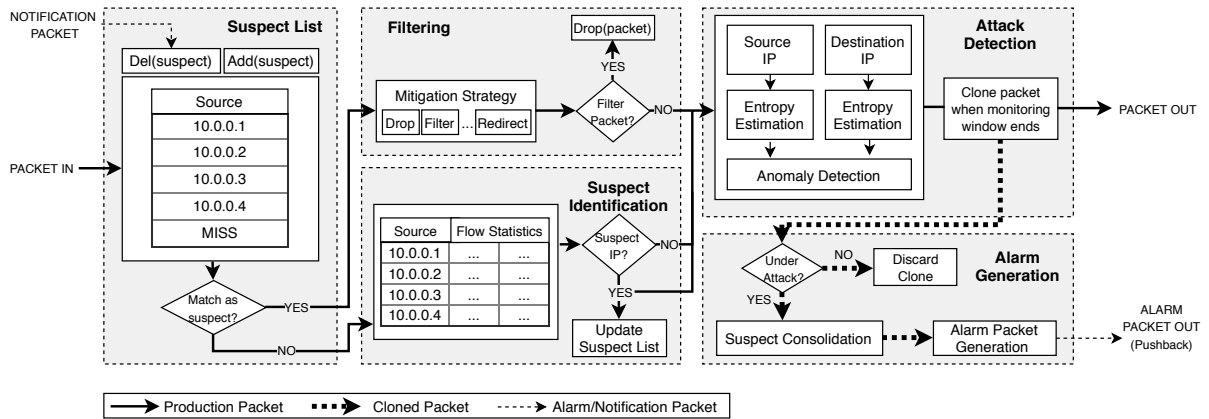 NOTIFICATION
PACKET
Suspect List
Del(suspect)
Add(suspect)
Source
10.0.0.1
10.0.0.2
10.0.0.3
10.0.0.4
MISS
PACKET IN
Match as
suspect?
YES
NO
Filtering
Drop(packet)
YES
Mitigation Strategy
Drop
Filter
...
Redirect
Filter
Packet?
NO
Suspect
Identification
Source
Flow Statistics
10.0.0.1
...
...
10.0.0.2
...
...
10.0.0.3
...
...
10.0.0.4
...
...
Suspect
IP?
NO
YES
Update
Suspect List
Attack
Detection
Source
IP
Destination
IP
Entropy
Estimation
Entropy
Estimation
Anomaly Detection
Clone packet
when monitoring
window ends
PACKET OUT
Alarm
Generation
Under
Attack?
NO
Discard
Clone
YES
Suspect Consolidation
Alarm Packet
Generation
ALARM
PACKET OUT
(Pushback)
Production Packet
Cloned Packet
Alarm/Notification Packet